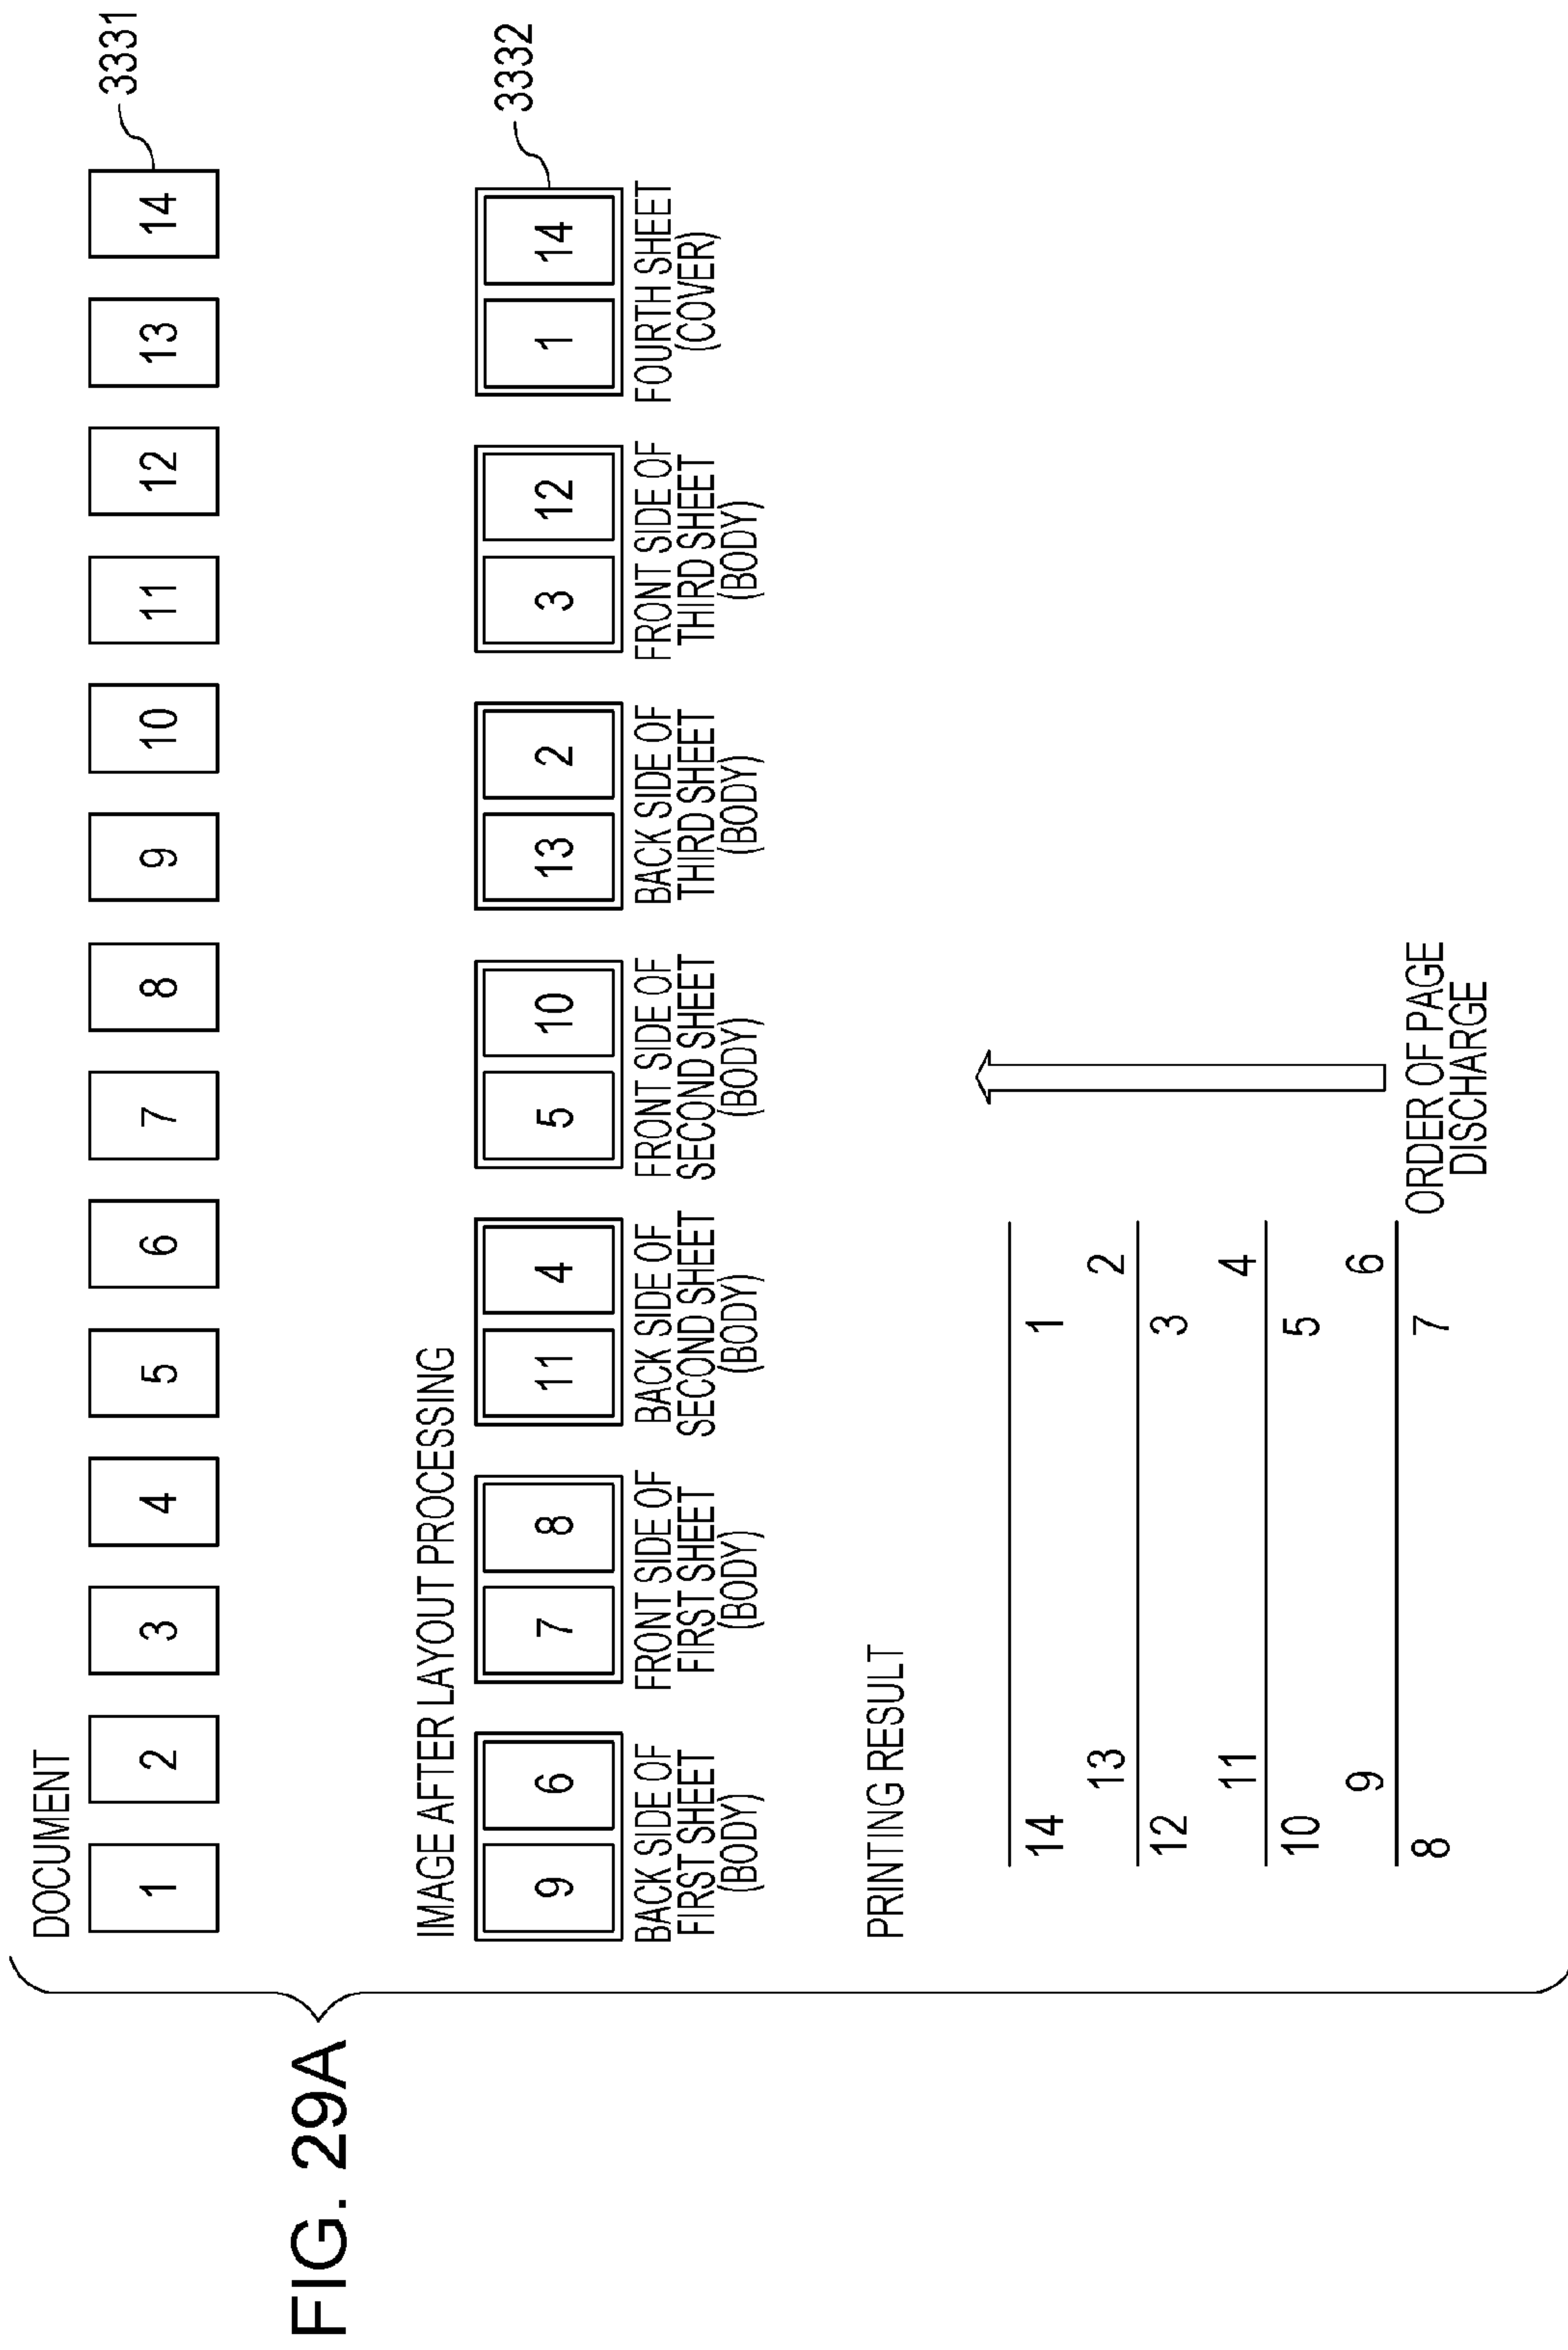 FIG. 29A
DOCUMENT
1 2 3 4 5 6 7 8 9 10 11 12 13 14
3331
IMAGE AFTER LAYOUT PROCESSING
3332
9 6
BACK SIDE OF
FIRST SHEET
(BODY)
7 8
FRONT SIDE OF
FIRST SHEET
(BODY)
11 4
BACK SIDE OF
SECOND SHEET
(BODY)
5 10
FRONT SIDE OF
SECOND SHEET
(BODY)
13 2
BACK SIDE OF
THIRD SHEET
(BODY)
3 12
FRONT SIDE OF
THIRD SHEET
(BODY)
1 14
FOURTH SHEET
(COVER)
PRINTING RESULT
14 1
13 2
12 3
11 4
10 5
9 6
8 7
ORDER OF PAGE
DISCHARGE